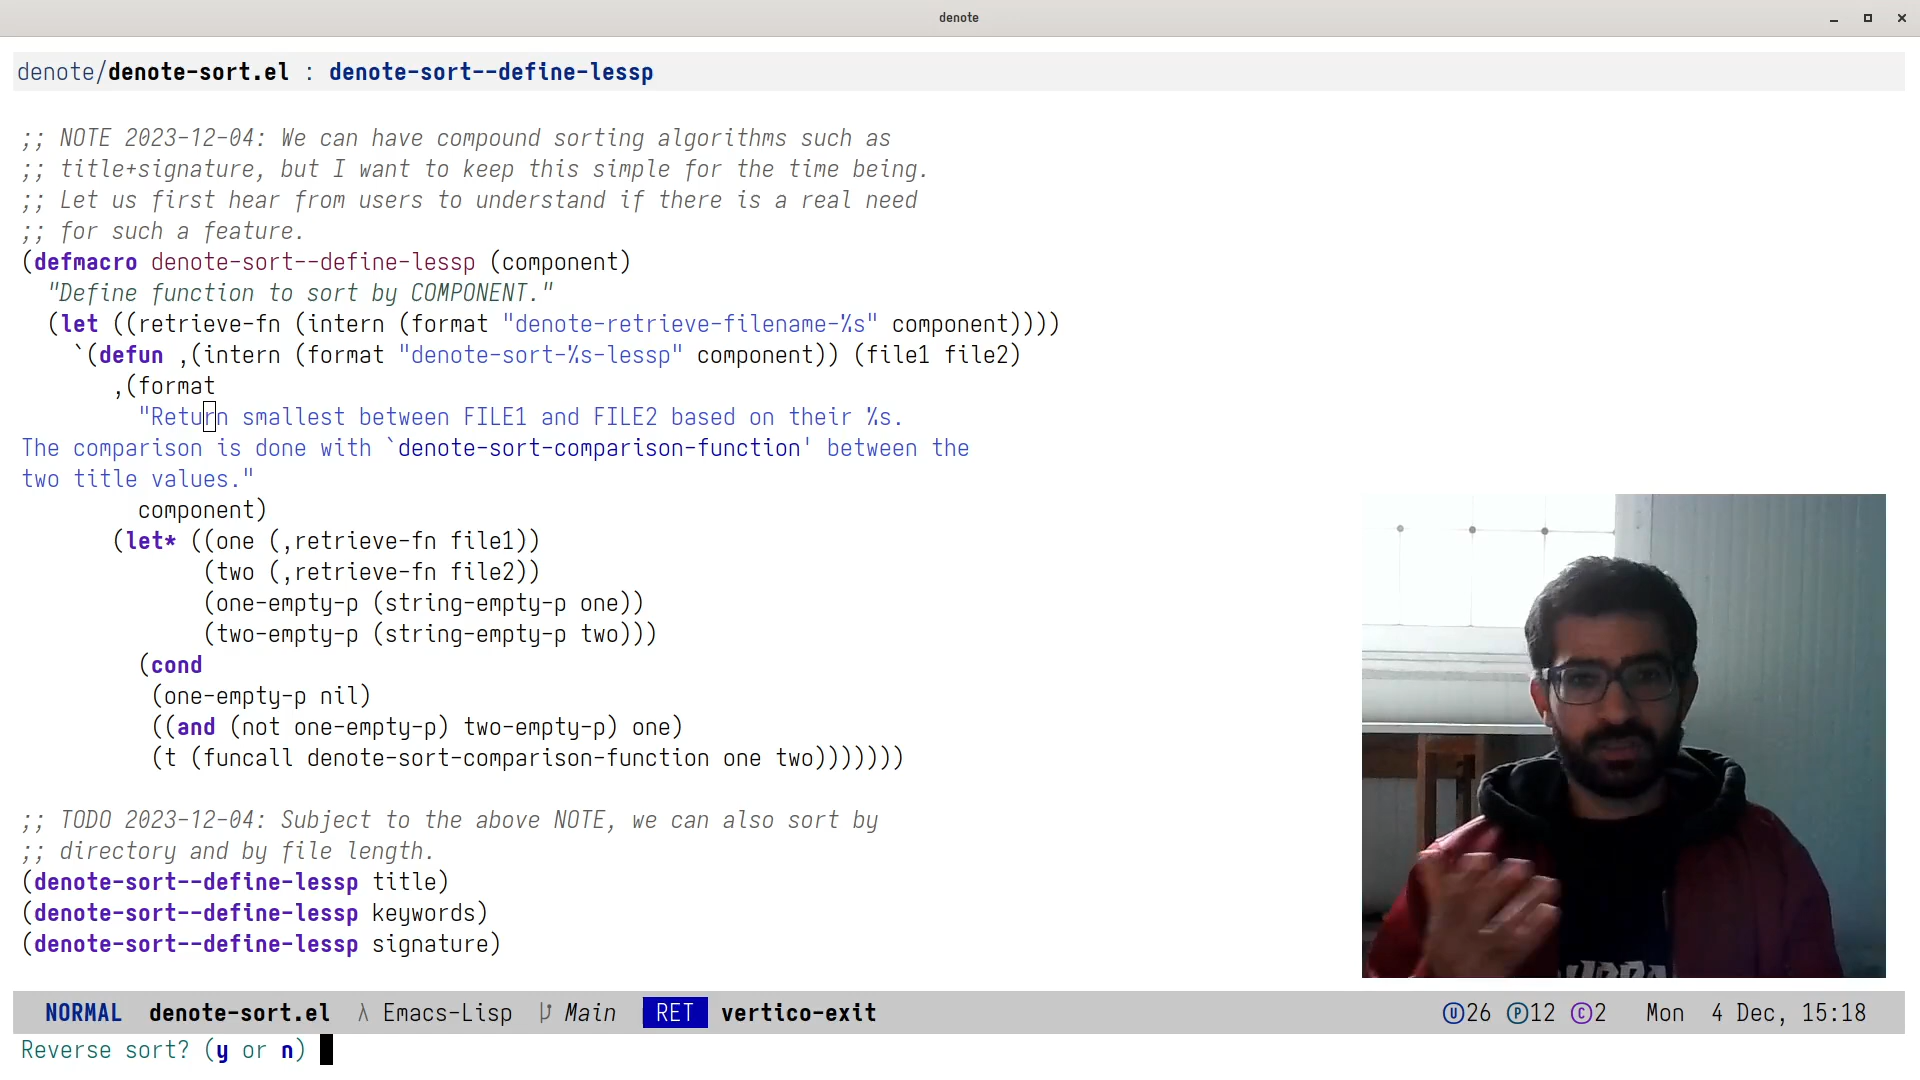 denote
denote/denote-sort.el : denote-sort--define-lessp
;; NOTE 2023-12-04: We can have compound sorting algorithms such as
;; title+signature, but I want to keep this simple for the time being.
;; Let us first hear from users to understand if there is a real need
;; for such a feature.
(defmacro denote-sort--define-lessp (component)
  "Define function to sort by COMPONENT."
  (let ((retrieve-fn (intern (format "denote-retrieve-filename-%s" component))))
    `(defun ,(intern (format "denote-sort-%s-lessp" component)) (file1 file2)
       ,(format
         "Return smallest between FILE1 and FILE2 based on their %s.
The comparison is done with `denote-sort-comparison-function' between the
two title values."
         component)
       (let* ((one (,retrieve-fn file1))
              (two (,retrieve-fn file2))
              (one-empty-p (string-empty-p one))
              (two-empty-p (string-empty-p two)))
         (cond
          (one-empty-p nil)
          ((and (not one-empty-p) two-empty-p) one)
          (t (funcall denote-sort-comparison-function one two)))))))
;; TODO 2023-12-04: Subject to the above NOTE, we can also sort by
;; directory and by file length.
(denote-sort--define-lessp title)
(denote-sort--define-lessp keywords)
(denote-sort--define-lessp signature)
NORMAL denote-sort.el λ Emacs-Lisp Main RET vertico-exit U26 P12 C2 Mon 4 Dec, 15:18
Reverse sort? (y or n)